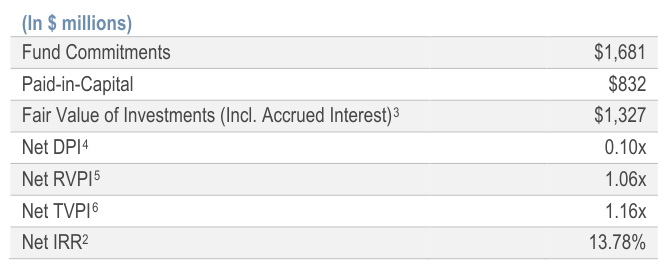 (In $ millions)
Fund Commitments $1,681
Paid-in-Capital $832
Fair Value of Investments (Incl. Accrued Interest)³ $1,327
Net DPI⁴ 0.10x
Net RVPI⁵ 1.06x
Net TVPI⁶ 1.16x
Net IRR² 13.78%